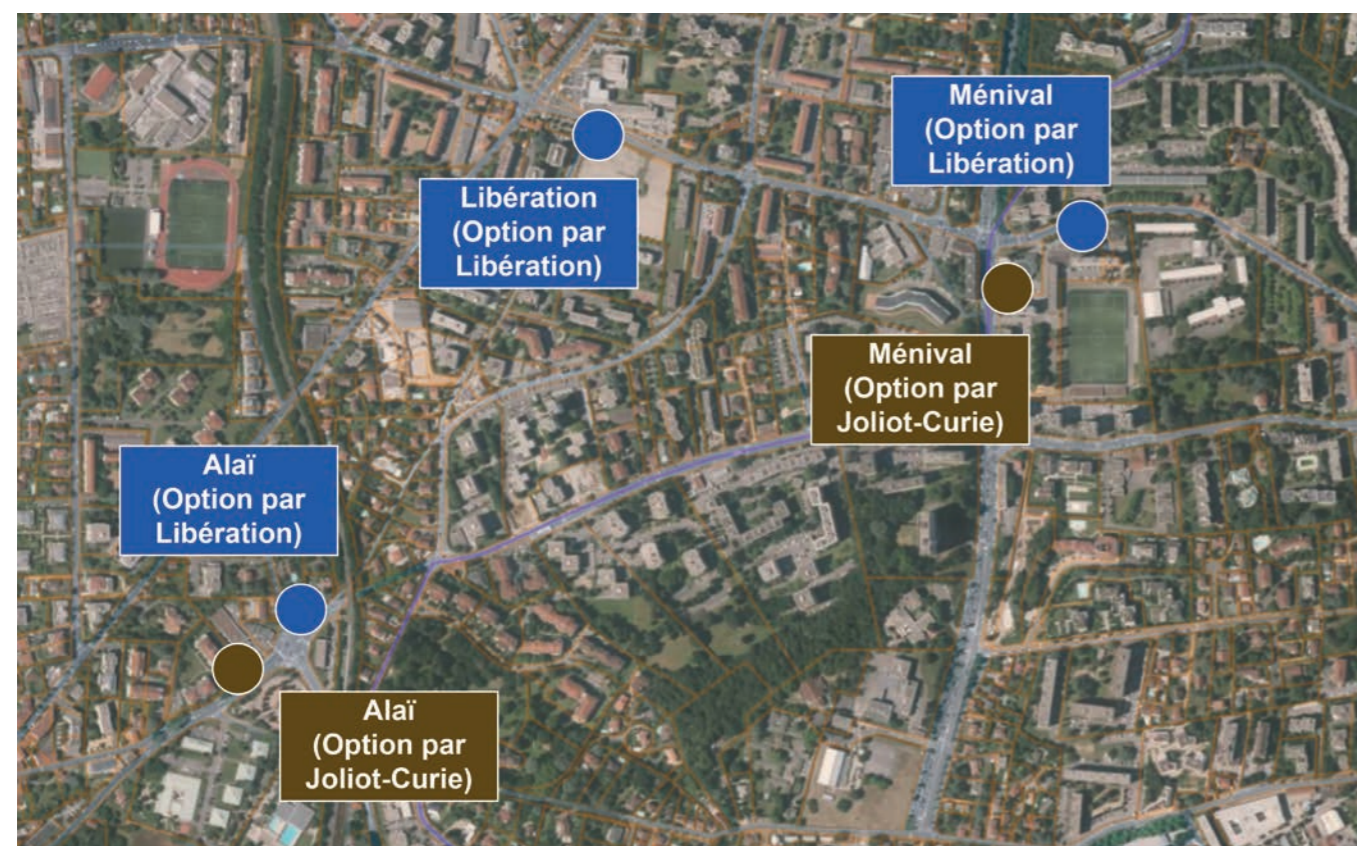 Ménival
(Option par
Libération)
Libération
(Option par
Libération)
Ménival
(Option par
Joliot-Curie)
Alaï
(Option par
Libération)
Alaï
(Option par
Joliot-Curie)